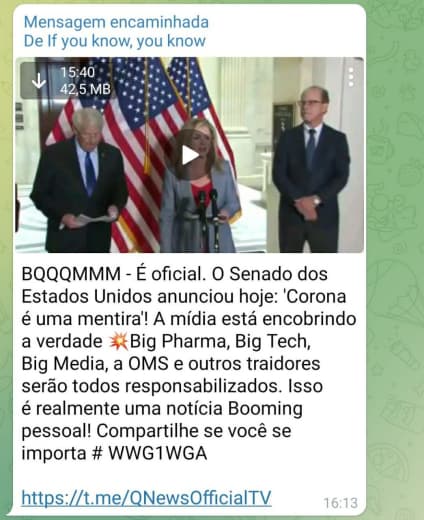 Mensagem encaminhada
De If you know, you know
15:40
42,5 MB
BQQQMMM - É oficial. O Senado dos
Estados Unidos anunciou hoje: 'Corona
é uma mentira'! A mídia está encobrindo
a verdade 💥Big Pharma, Big Tech,
Big Media, a OMS e outros traidores
serão todos responsabilizados. Isso
é realmente uma notícia Booming
pessoal! Compartilhe se você se
importa # WWG1WGA
https://t.me/QNewsOfficialTV
16:13